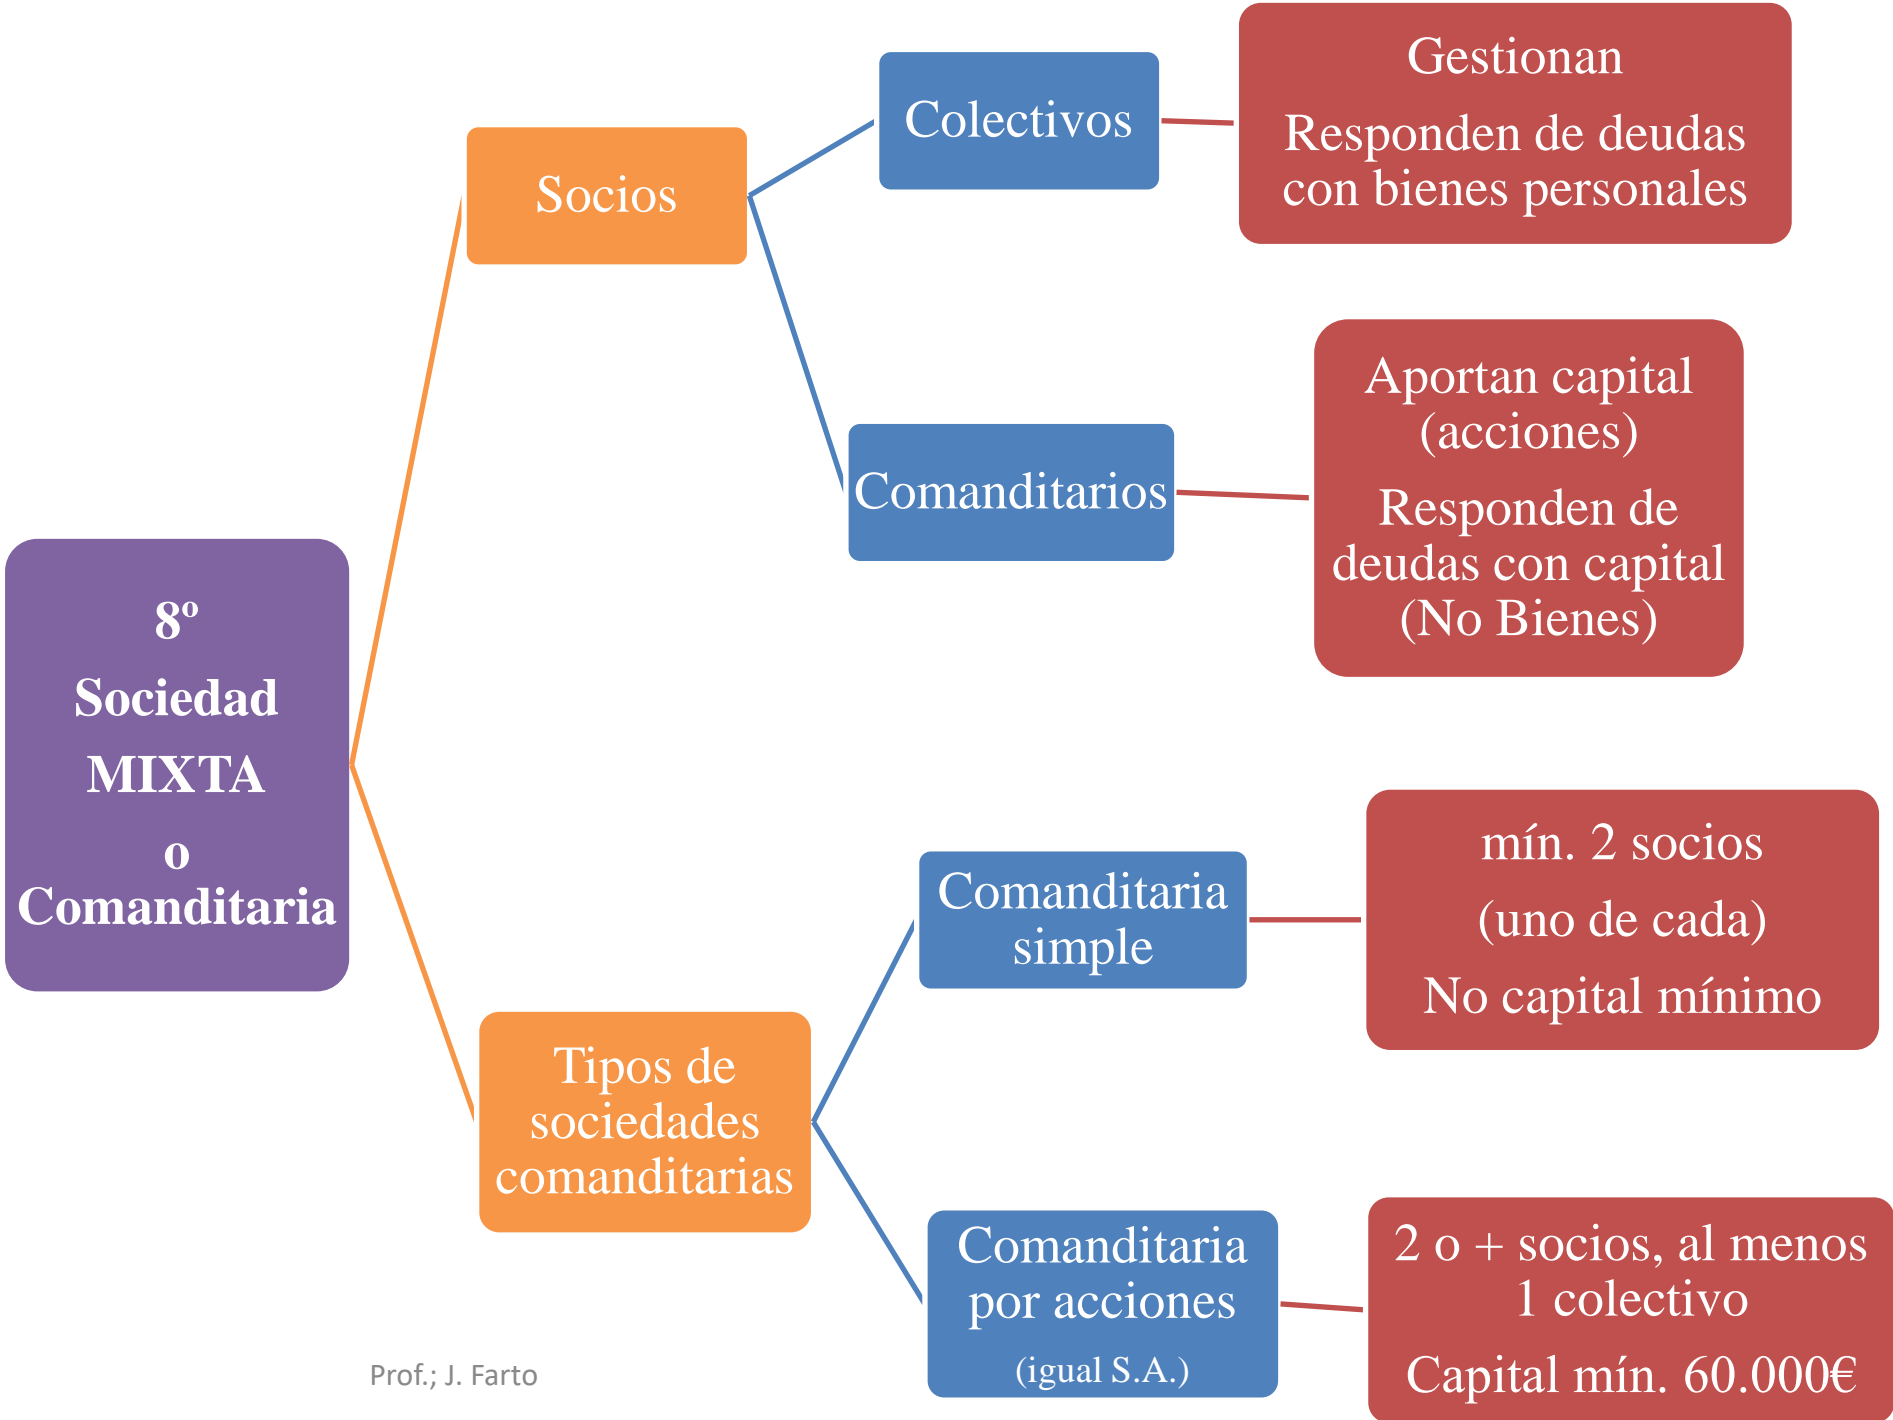 8º
Sociedad
MIXTA
o
Comanditaria
Socios
Colectivos
Gestionan
Responden de deudas
con bienes personales
Comanditarios
Aportan capital
(acciones)
Responden de
deudas con capital
(No Bienes)
Tipos de
sociedades
comanditarias
Comanditaria
simple
mín. 2 socios
(uno de cada)
No capital mínimo
Comanditaria
por acciones
(igual S.A.)
2 o + socios, al menos
1 colectivo
Capital mín. 60.000€
Prof.; J. Farto